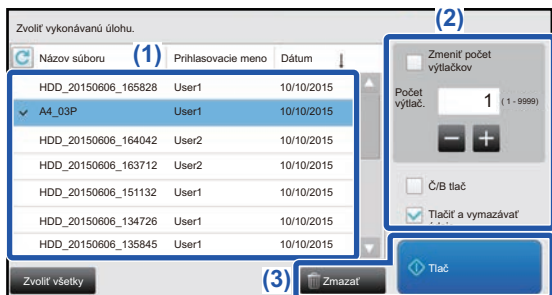 Zvoliť vykonávanú úlohu.
(2)
Názov súboru (1) Prihlasovacie meno Dátum
HDD_20150606_165828 User1 10/10/2015
A4_03P User1 10/10/2015
HDD_20150606_164042 User2 10/10/2015
HDD_20150606_163712 User2 10/10/2015
HDD_20150606_151132 User1 10/10/2015
HDD_20150606_134726 User1 10/10/2015
HDD_20150606_135845 User1 10/10/2015
Zmeniť počet
výtlačkov
Počet
výtlač. 1 (1 - 9999)
Č/B tlač
Tlačiť a vymazávať
Zvoliť všetky
(3) Zmazať
Tlač